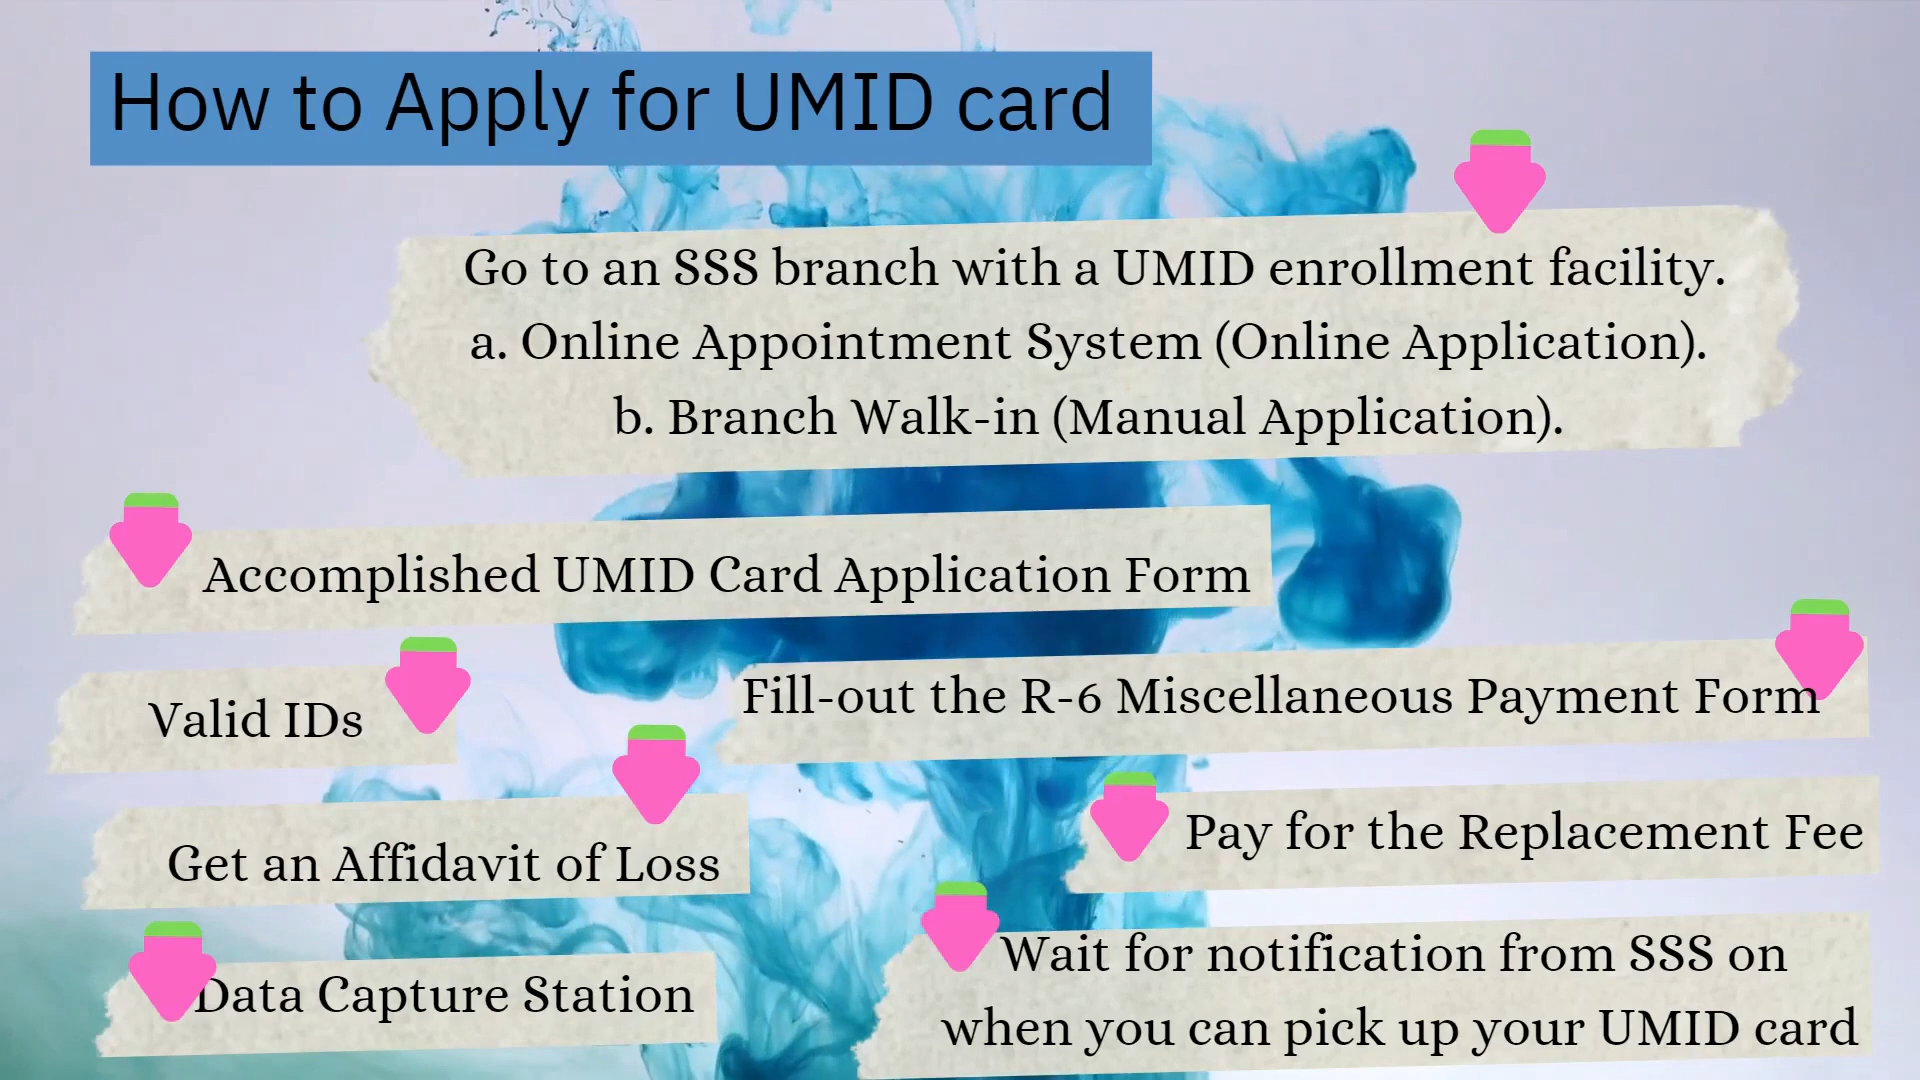 How to Apply for UMID card
Go to an SSS branch with a UMID enrollment facility.
a. Online Appointment System (Online Application).
b. Branch Walk-in (Manual Application).
Accomplished UMID Card Application Form
Valid IDs
Get an Affidavit of Loss
Data Capture Station
Fill-out the R-6 Miscellaneous Payment Form
Pay for the Replacement Fee
Wait for notification from SSS on
when you can pick up your UMID card